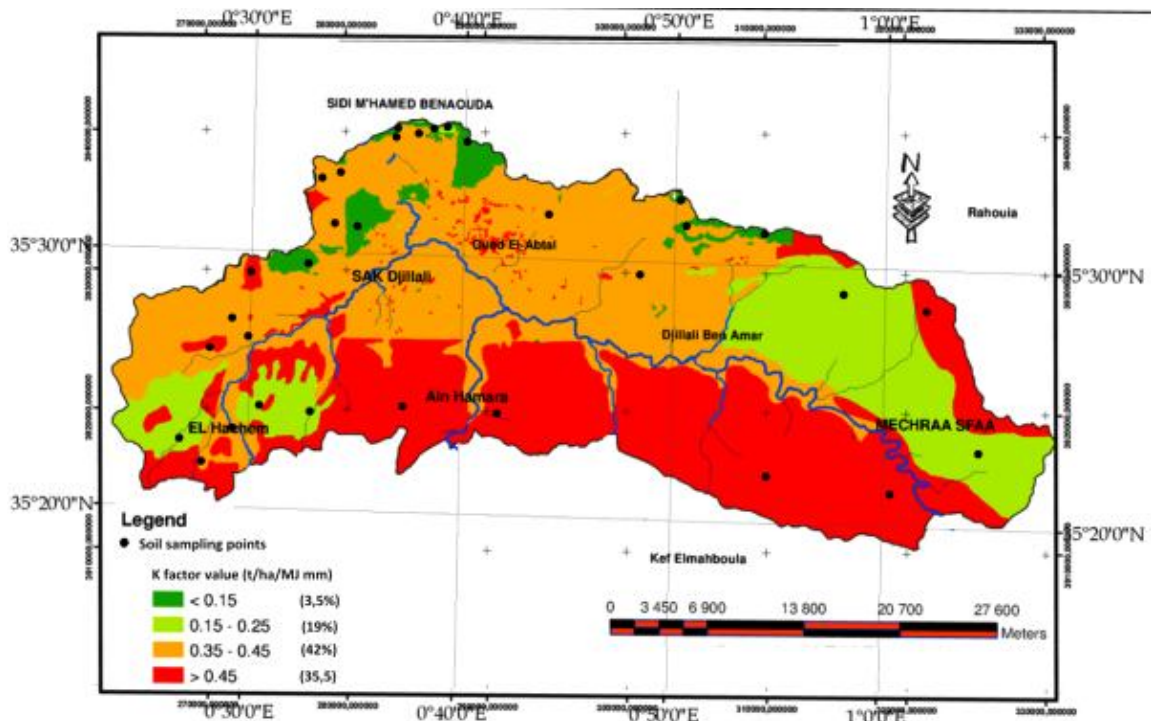 0°30'0"E 0°40'0"E 0°50'0"E 1°0'0"E
SIDI M'HAMED BENAOUDA
N
Rahouia
35°30'0"N
Oued El Abtal
SAK Djillali
35°30'0"N
Djillali Ben Amar
Ain Hamara
MECHRAA SFAA
EL Hachem
35°20'0"N
35°20'0"N
Legend
Soil sampling points
Kef Elmahboula
K factor value (t/ha/MJ mm)
< 0.15 (3,5%)
0.15 - 0.25 (19%)
0.35 - 0.45 (42%)
> 0.45 (35,5)
0 3 450 6 900 13 800 20 700 27 600
Meters
0°30'0"E 0°40'0"E 0°50'0"E 1°0'0"E